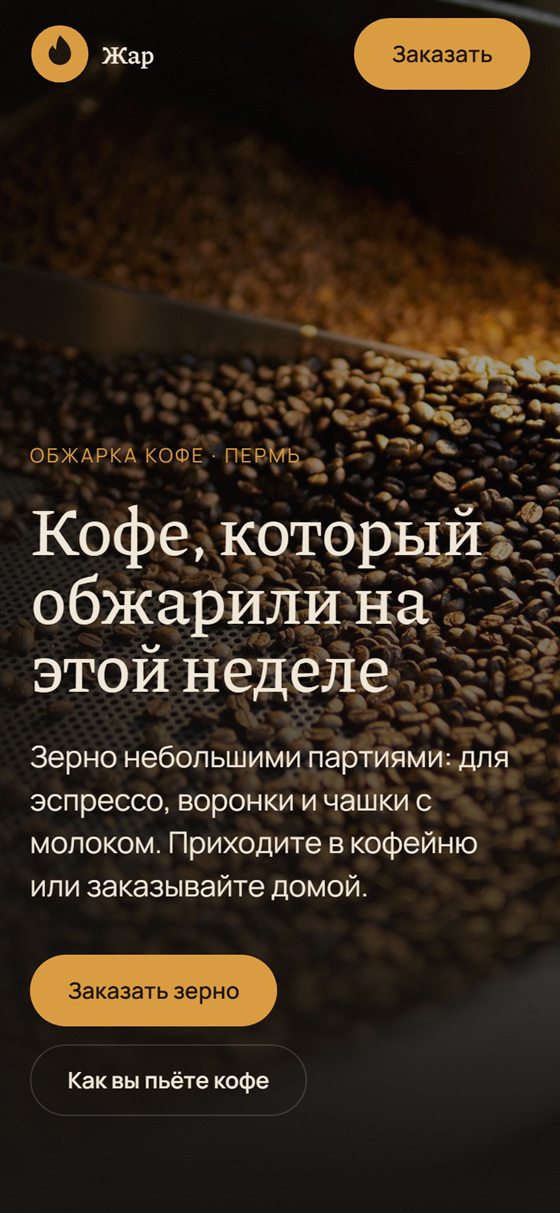 Жар
Заказать
ОБЖАРКА КОФЕ · ПЕРМЬ
Кофе, который
обжарили на
этой неделе
Зерно небольшими партиями: для
эспрессо, воронки и чашки с
молоком. Приходите в кофейню
или заказывайте домой.
Заказать зерно
Как вы пьёте кофе